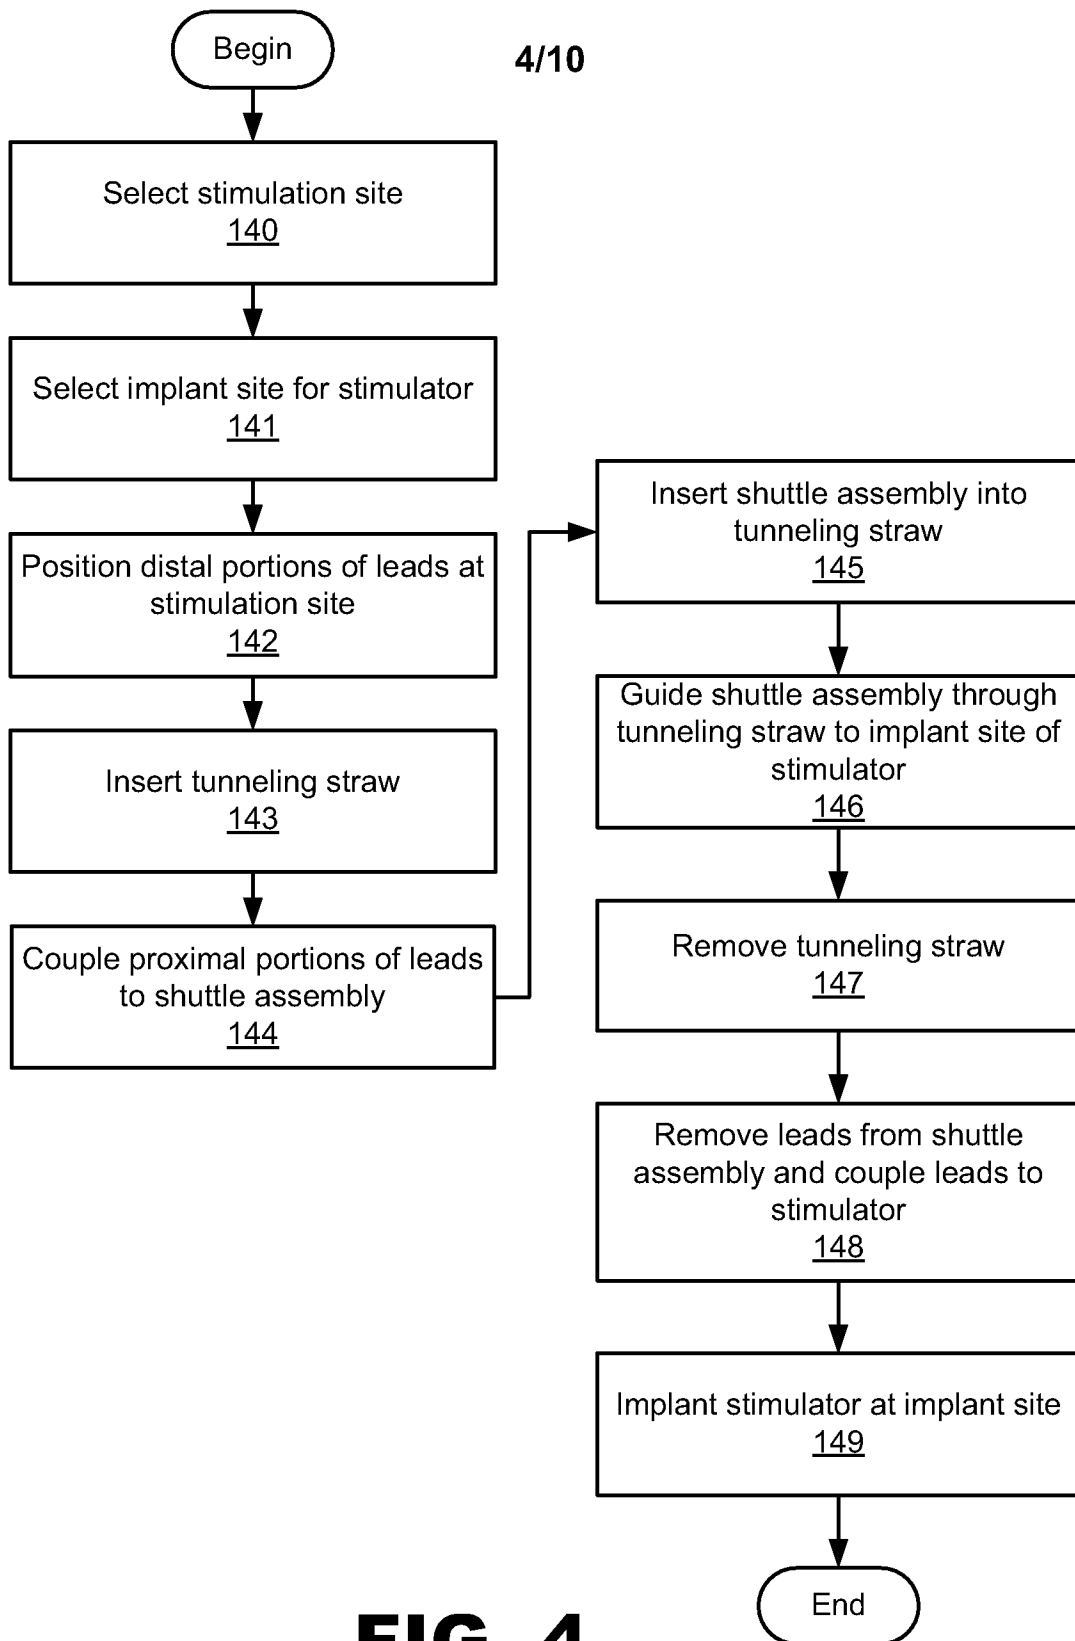 4/10
Begin
Select stimulation site
140
Select implant site for stimulator
141
Position distal portions of leads at
stimulation site
142
Insert tunneling straw
143
Couple proximal portions of leads
to shuttle assembly
144
Insert shuttle assembly into
tunneling straw
145
Guide shuttle assembly through
tunneling straw to implant site of
stimulator
146
Remove tunneling straw
147
Remove leads from shuttle
assembly and couple leads to
stimulator
148
Implant stimulator at implant site
149
End
FIG. 4